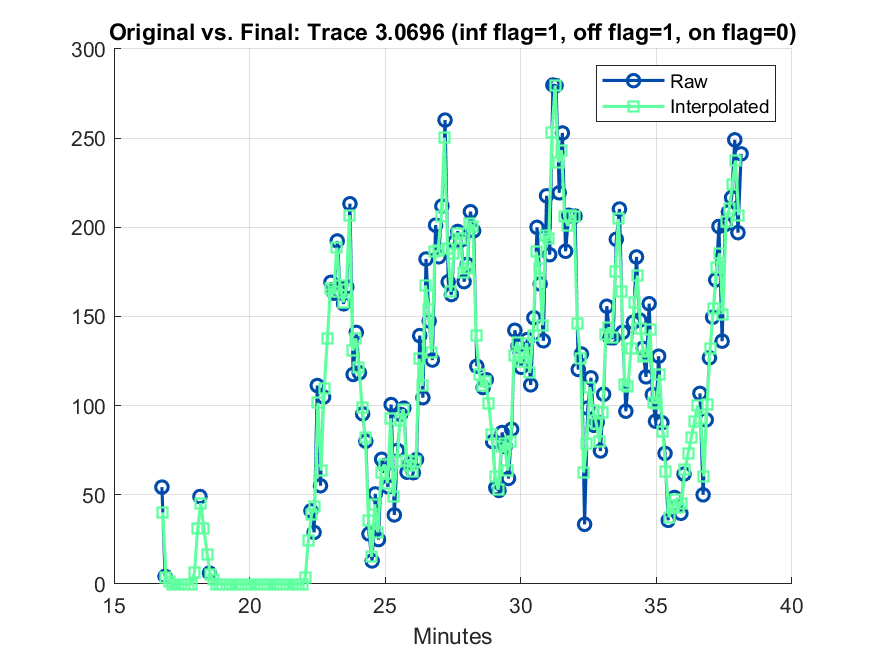 Original vs. Final: Trace 3.0696 (inf flag=1, off flag=1, on flag=0)
300
250
200
150
100
50
0
Raw
Interpolated
15 20 25 30 35 40
Minutes